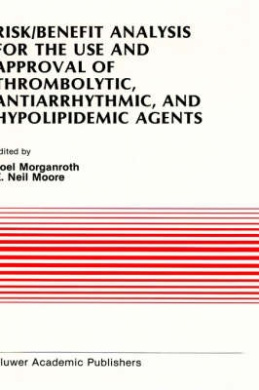 RISK/BENEFIT ANALYSIS
FOR THE USE AND
APPROVAL OF
THROMBOLYTIC,
ANTIARRHYTHMIC, AND
HYPOLIPIDEMIC AGENTS
dited by
oel Morganroth
. Neil Moore
luwer Academic Publishers